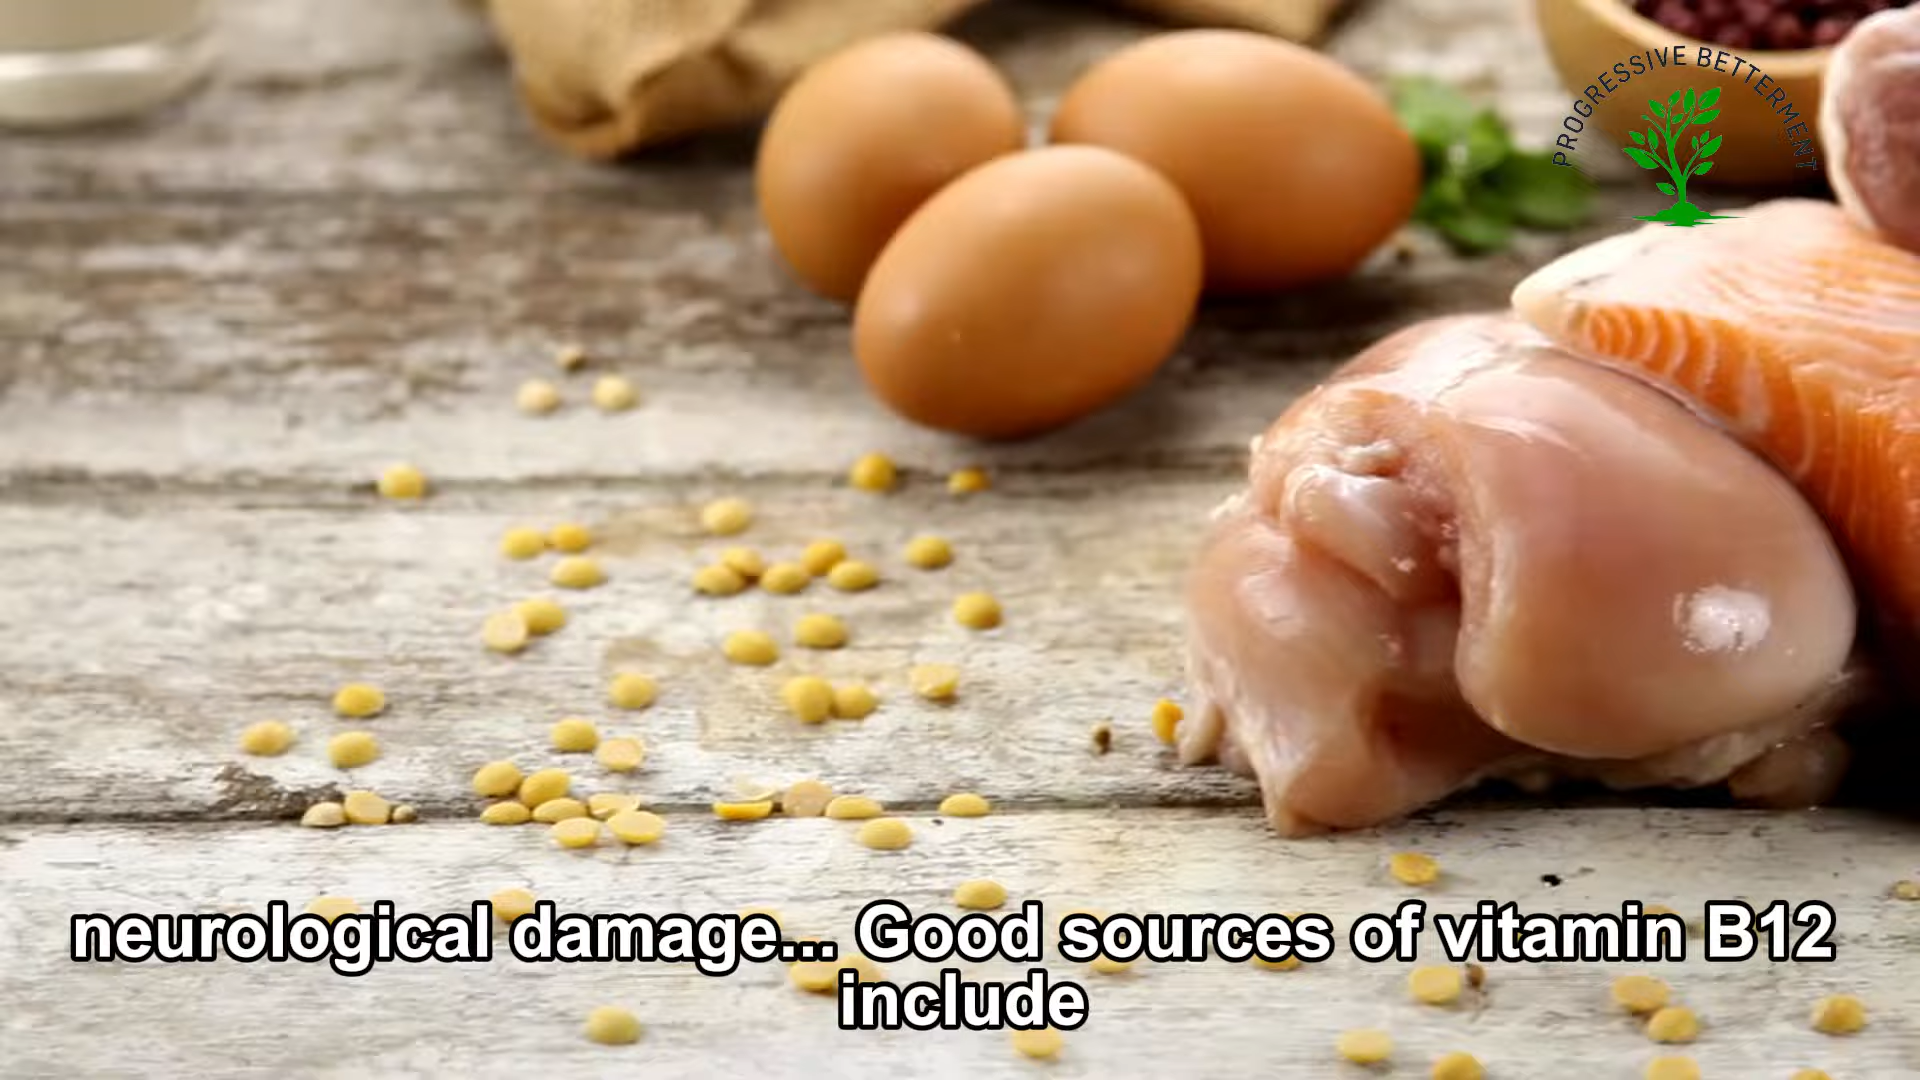 PROGRESSIVE BETTERMENT
neurological damage... Good sources of vitamin B12
include